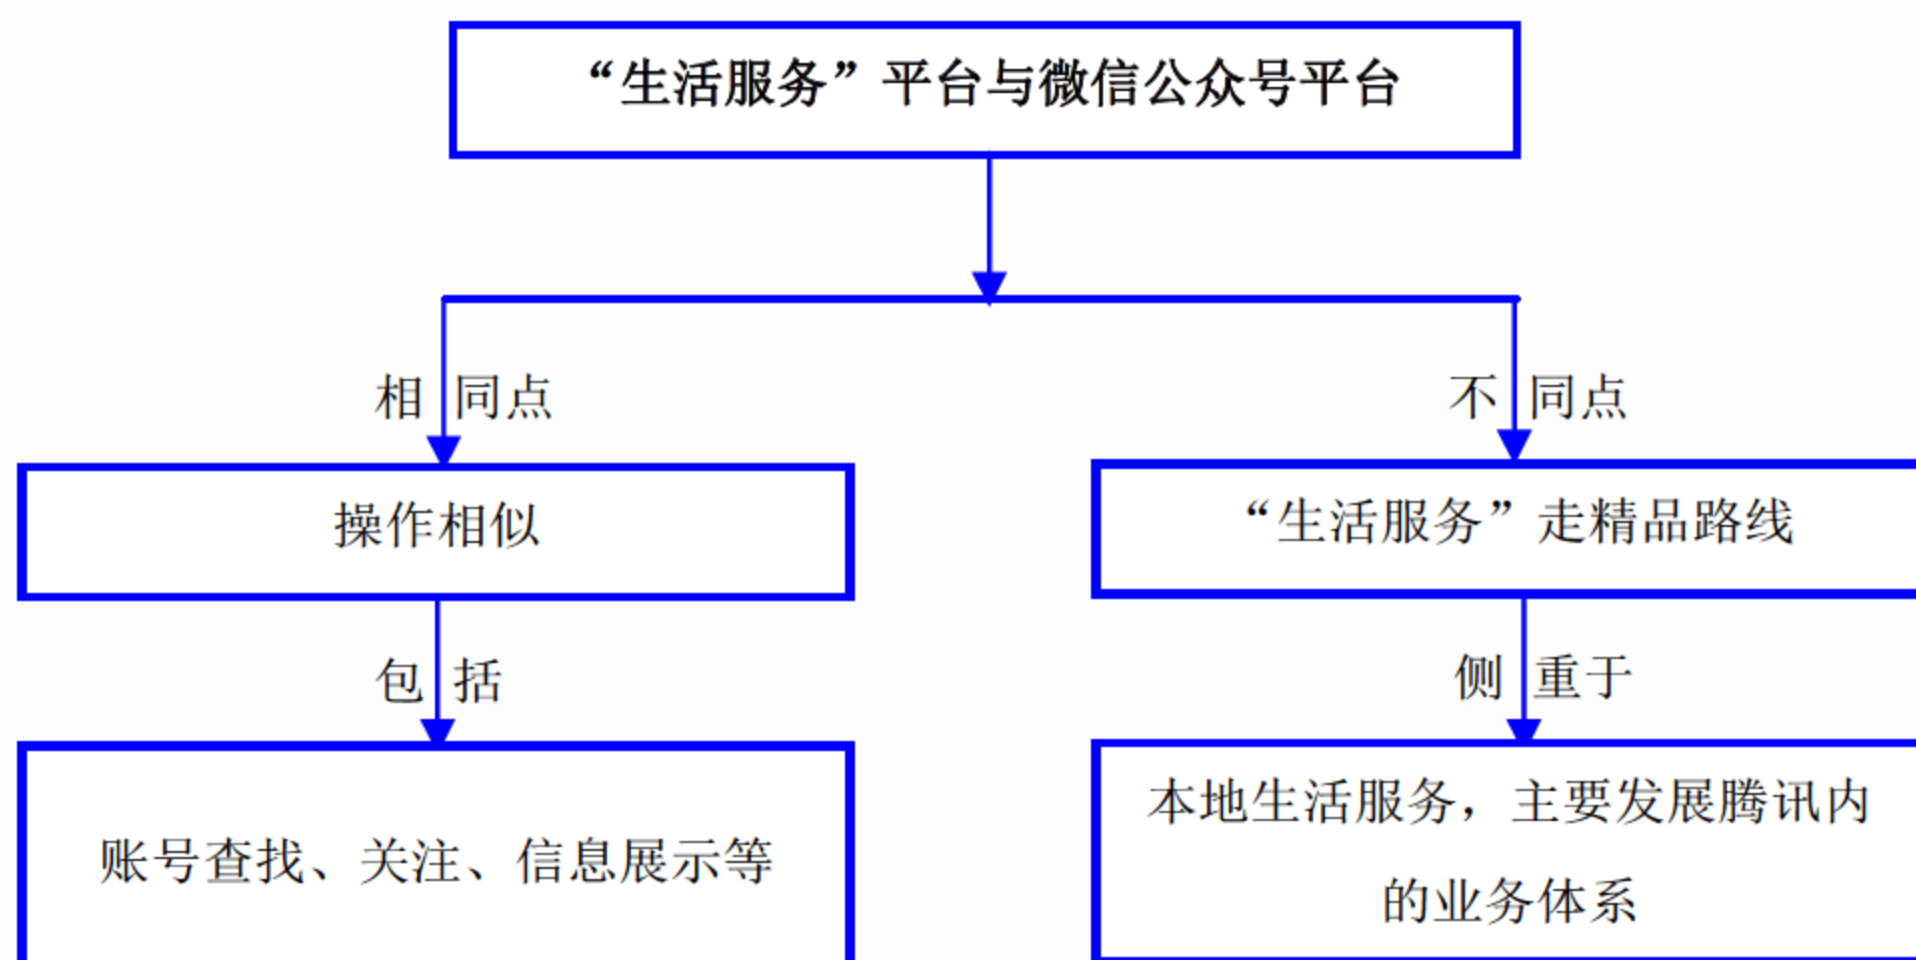 “生活服务”平台与微信公众号平台
相同点
不同点
操作相似
“生活服务”走精品路线
包括
侧重于
账号查找、关注、信息展示等
本地生活服务，主要发展腾讯内
的业务体系